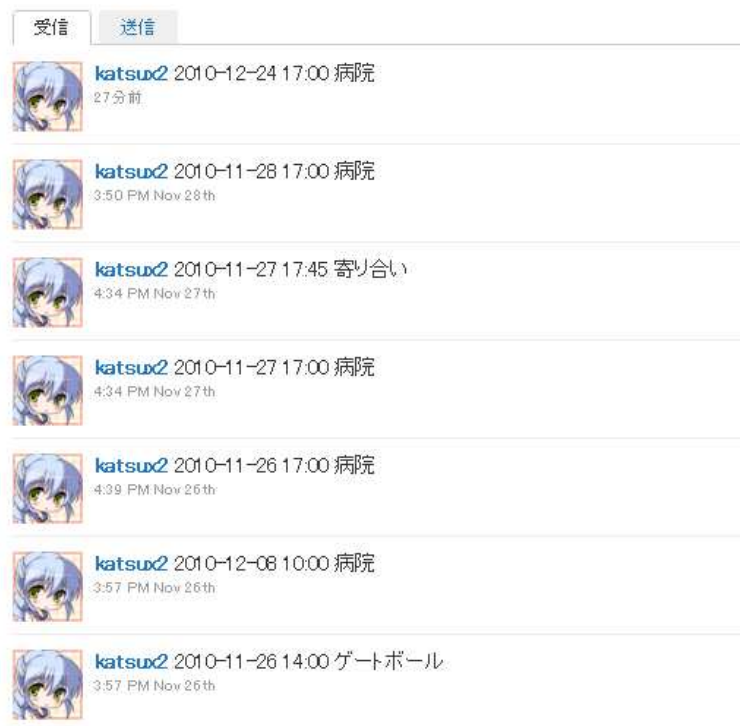 受信 送信
katsux2 2010-12-24 17:00 病院
27分前
katsux2 2010-11-28 17:00 病院
3:50 PM Nov 28th
katsux2 2010-11-27 17:45 寄り合い
4:34 PM Nov 27th
katsux2 2010-11-27 17:00 病院
4:34 PM Nov 27th
katsux2 2010-11-26 17:00 病院
4:39 PM Nov 26th
katsux2 2010-12-08 10:00 病院
3:57 PM Nov 26th
katsux2 2010-11-26 14:00 ゲートボール
3:57 PM Nov 26th